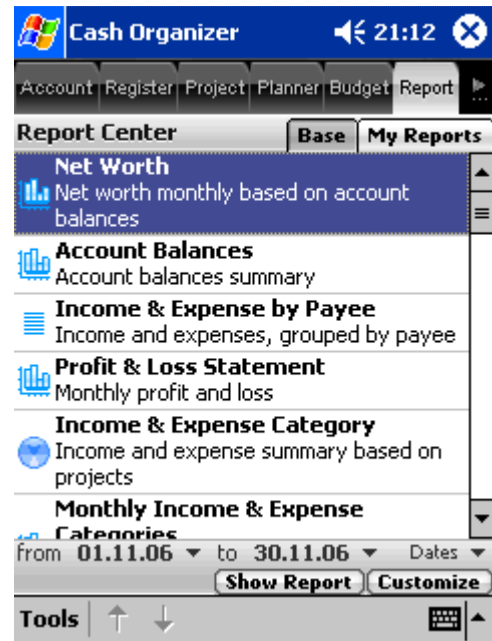 Cash Organizer 21:12
Account Register Project Planner Budget Report
Report Center Base My Reports
Net Worth
Net worth monthly based on account
balances
Account Balances
Account balances summary
Income & Expense by Payee
Income and expenses, grouped by payee
Profit & Loss Statement
Monthly profit and loss
Income & Expense Category
Income and expense summary based on
projects
Monthly Income & Expense
Categories
from 01.11.06 to 30.11.06 Dates
Show Report Customize
Tools